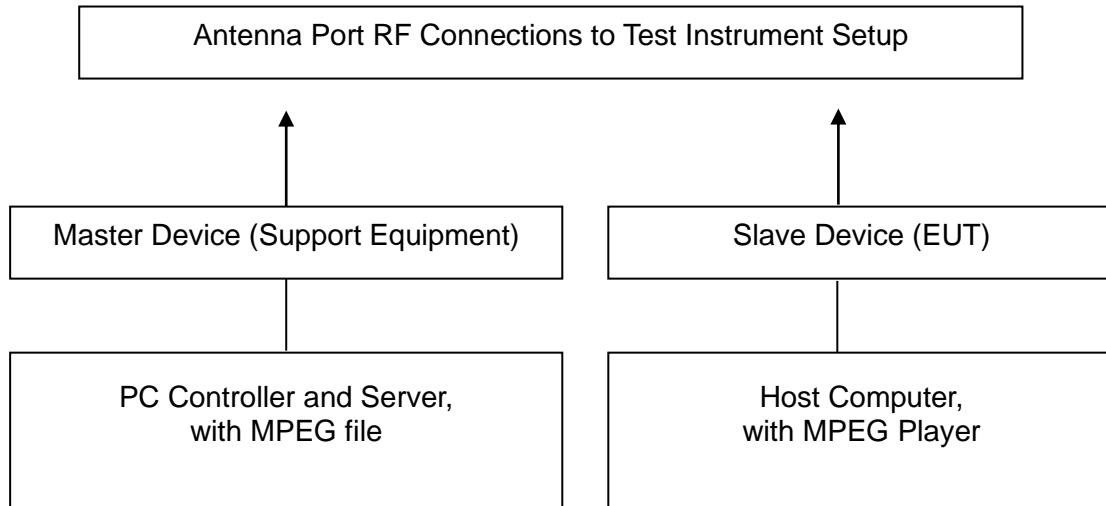 Antenna Port RF Connections to Test Instrument Setup
Master Device (Support Equipment)
Slave Device (EUT)
PC Controller and Server,
with MPEG file
Host Computer,
with MPEG Player